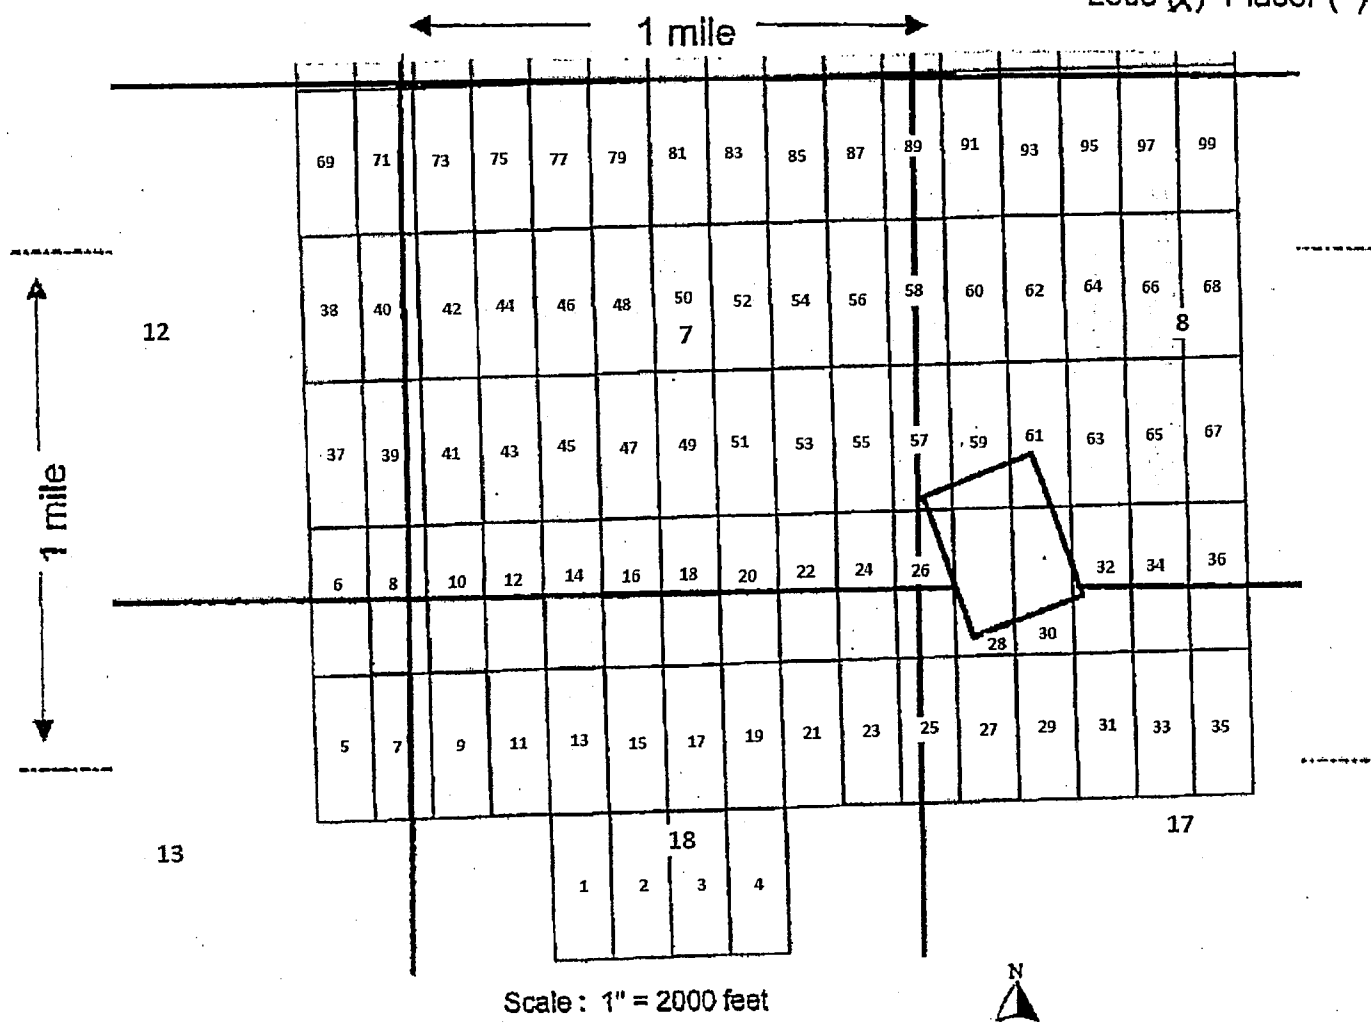 1 mile
69 71 73 75 77 79 81 83 85 87 89 91 93 95 97 99
38 40 42 44 46 48 50 52 54 56 58 60 62 64 66 68
12 7 8
37 39 41 43 45 47 49 51 53 55 57 59 61 63 65 67
1 mile
6 8 10 12 14 16 18 20 22 24 26 32 34 36
28 30
5 7 9 11 13 15 17 19 21 23 25 27 29 31 33 35
13 18 17
1 2 3 4
N
Scale : 1" = 2000 feet